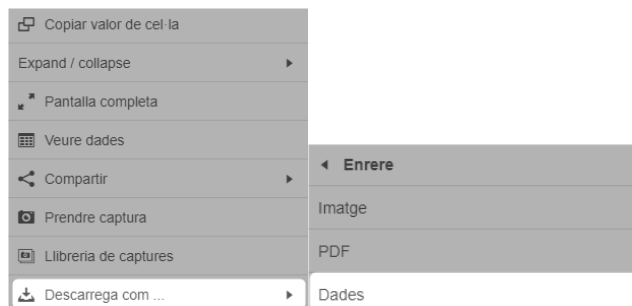 Copiar valor de cel·la
Expand / collapse
Pantalla completa
Veure dades
Compartir
Prendre captura
Llibreria de captures
Descarrega com ...
Enrere
Imatge
PDF
Dades